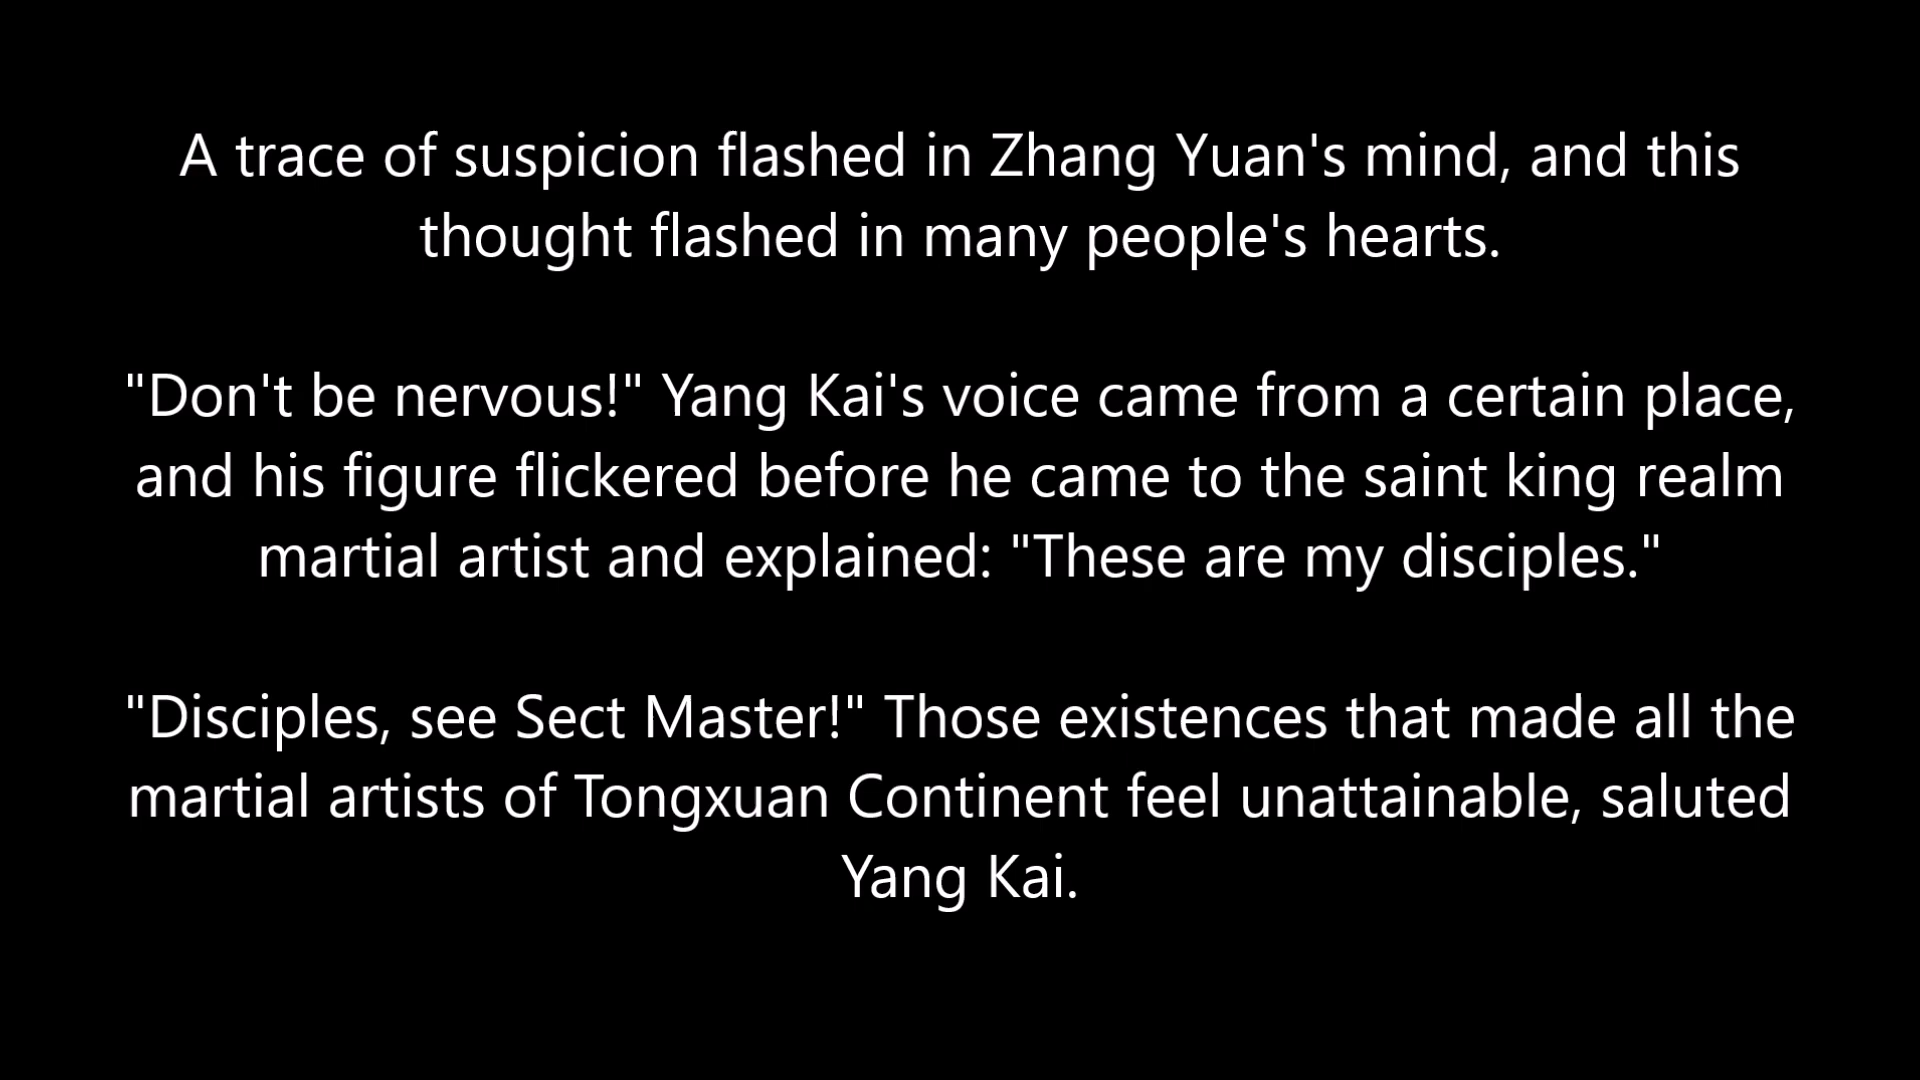 A trace of suspicion flashed in Zhang Yuan's mind, and this
thought flashed in many people's hearts.
"Don't be nervous!" Yang Kai's voice came from a certain place,
and his figure flickered before he came to the saint king realm
martial artist and explained: "These are my disciples."
"Disciples, see Sect Master!" Those existences that made all the
martial artists of Tongxuan Continent feel unattainable, saluted
Yang Kai.